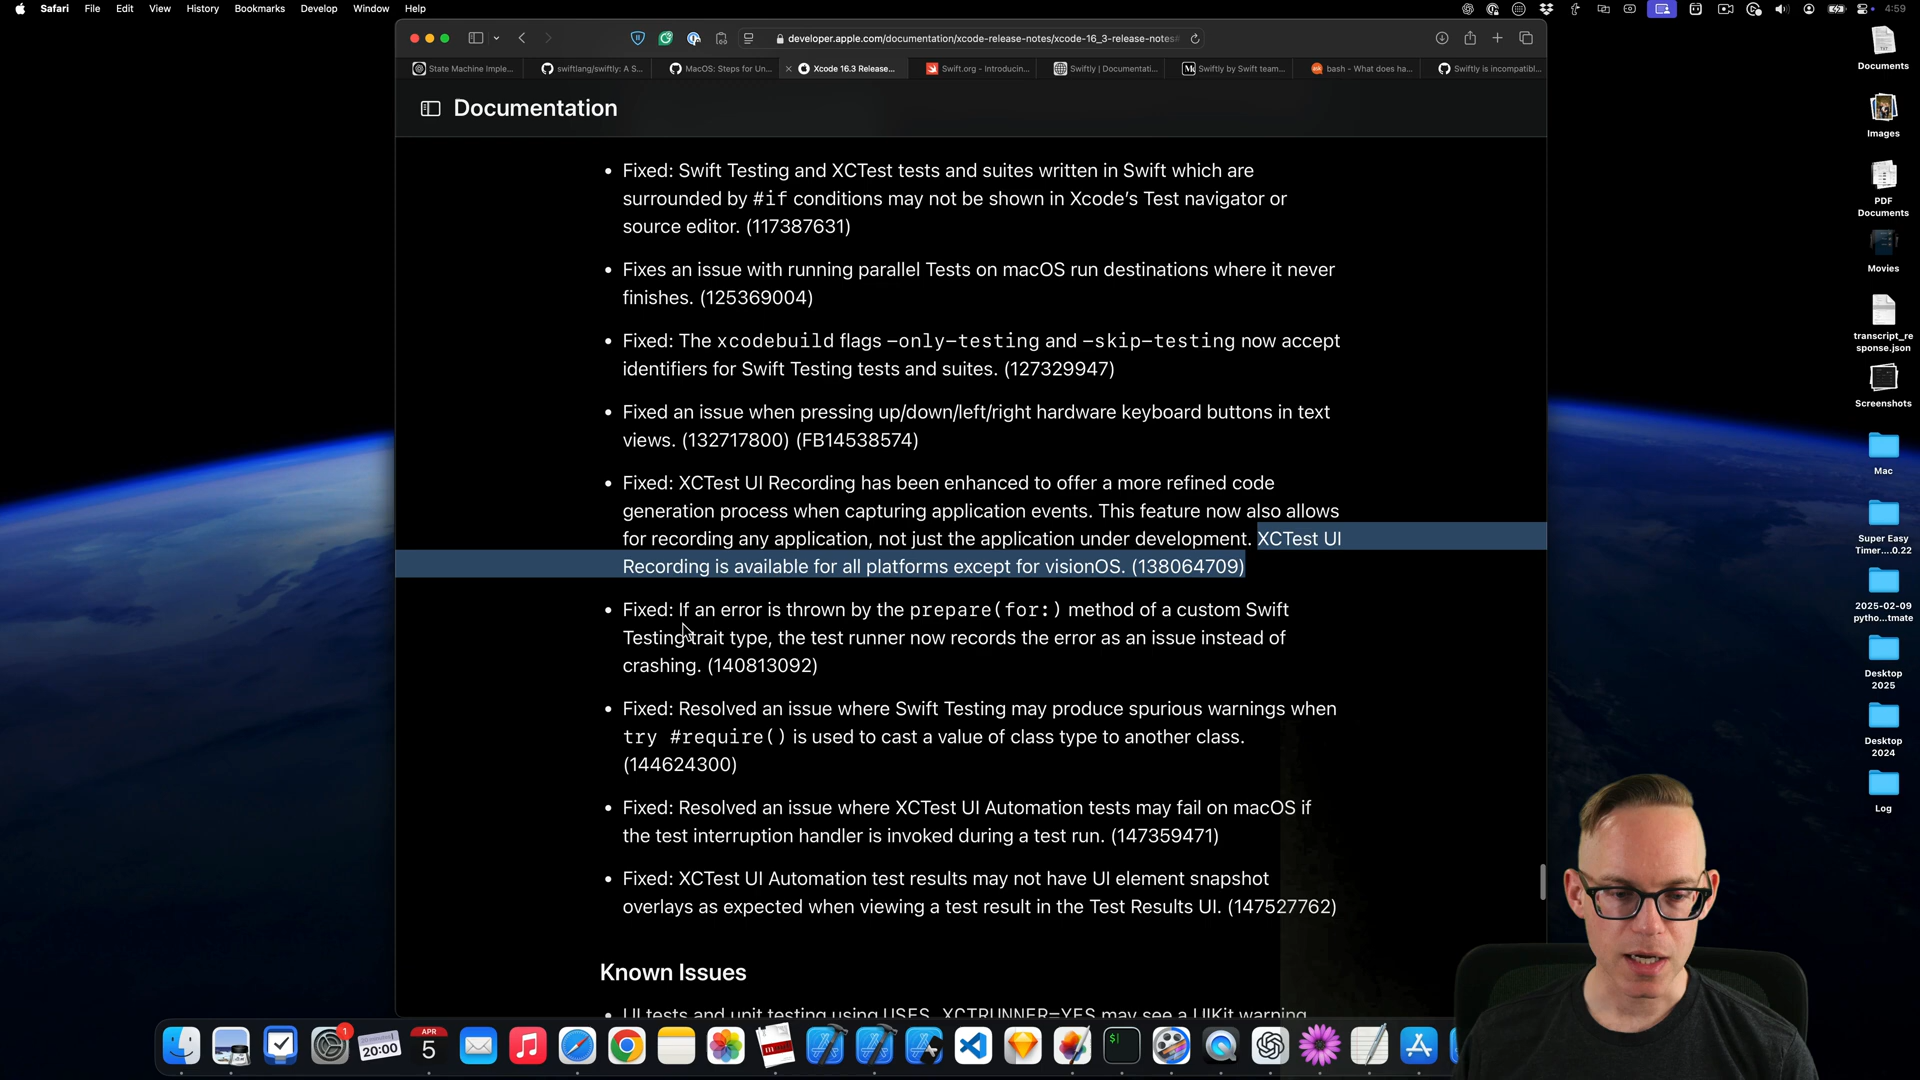 Safari File Edit View History Bookmarks Develop Window Help 4:59
developer.apple.com/documentation/xcode-release-notes/xcode-16_3-release-notes
State Machine Imple...
swiftlang/swiftly: A S...
MacOS: Steps for Un...
Xcode 16.3 Release...
Swift.org - Introducin...
Swiftly | Documentati...
Swiftly by Swift team...
bash - What does ha...
Swiftly is incompatibl...
Documentation
• Fixed: Swift Testing and XCTest tests and suites written in Swift which are
surrounded by #if conditions may not be shown in Xcode’s Test navigator or
source editor. (117387631)
• Fixes an issue with running parallel Tests on macOS run destinations where it never
finishes. (125369004)
• Fixed: The xcodebuild flags -only-testing and -skip-testing now accept
identifiers for Swift Testing tests and suites. (127329947)
• Fixed an issue when pressing up/down/left/right hardware keyboard buttons in text
views. (132717800) (FB14538574)
• Fixed: XCTest UI Recording has been enhanced to offer a more refined code
generation process when capturing application events. This feature now also allows
for recording any application, not just the application under development. XCTest UI
Recording is available for all platforms except for visionOS. (138064709)
• Fixed: If an error is thrown by the prepare(for:) method of a custom Swift
Testing trait type, the test runner now records the error as an issue instead of
crashing. (140813092)
• Fixed: Resolved an issue where Swift Testing may produce spurious warnings when
try #require() is used to cast a value of class type to another class.
(144624300)
• Fixed: Resolved an issue where XCTest UI Automation tests may fail on macOS if
the test interruption handler is invoked during a test run. (147359471)
• Fixed: XCTest UI Automation test results may not have UI element snapshot
overlays as expected when viewing a test result in the Test Results UI. (147527762)
Known Issues
• UI tests and unit testing using USES_XCTRUNNER=YES may see a UIKit warning
Documents
Images
PDF
Documents
Movies
transcript_re
sponse.json
Screenshots
Mac
Super Easy
Timer....0.22
2025-02-09
pytho...tmate
Desktop
2025
Desktop
2024
Log
1
20:00
APR
5